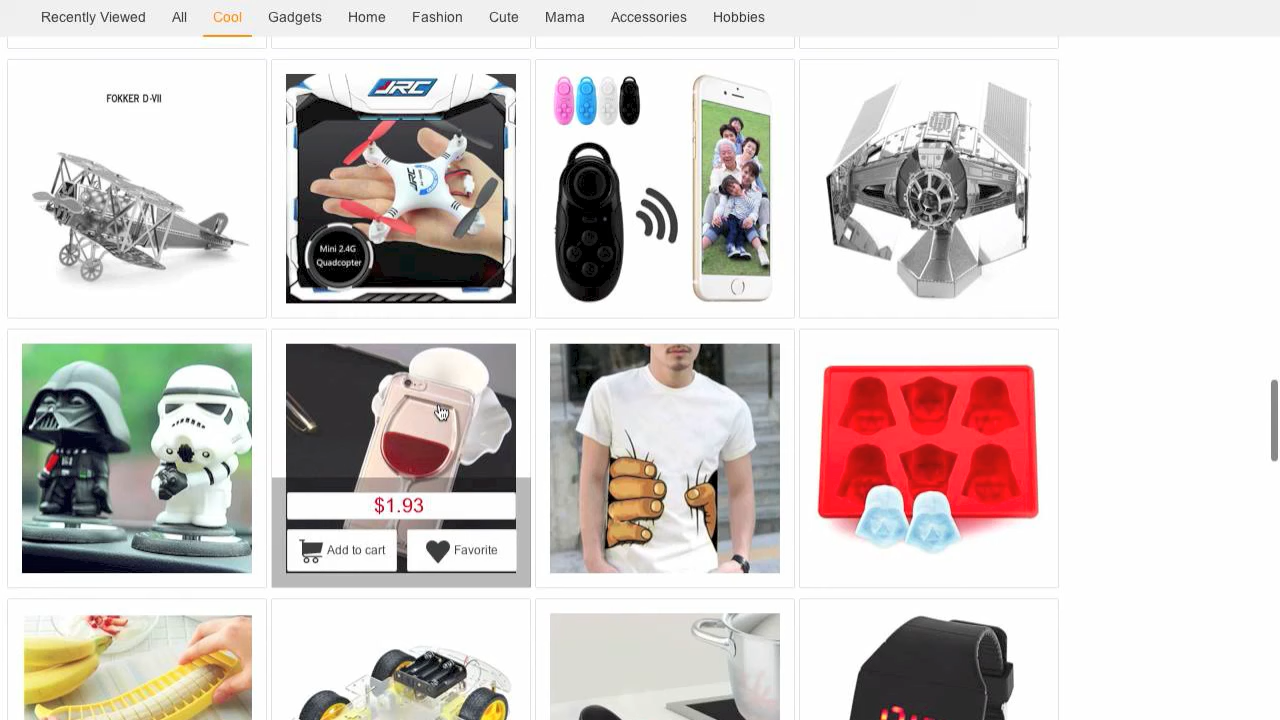 Recently Viewed All Cool Gadgets Home Fashion Cute Mama Accessories Hobbies
FOKKER D-VII
JJRC
JJRC
Mini 2.4G
Quadcopter
$1.93
Add to cart Favorite